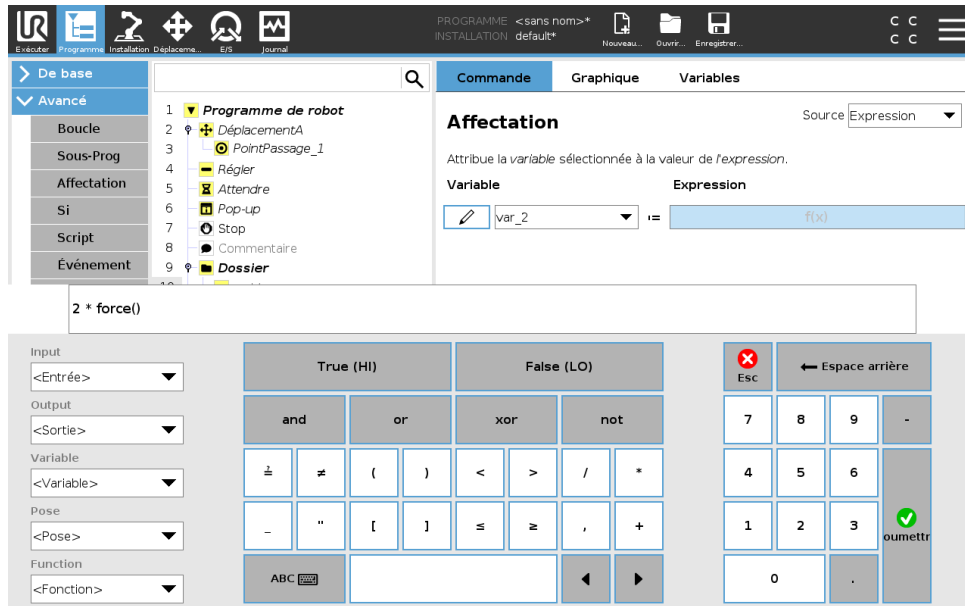 PROGRAMME <sans nom>*
INSTALLATION default*
Exécuter Programme Installation Déplaceme... E/S Journal Nouveau... Ouvrir... Enregistrer...
C C
C C
De base
Avancé
Boucle
Sous-Prog
Affectation
Si
Script
Événement
1 Programme de robot
2 DéplacementA
3 PointPassage_1
4 Régler
5 Attendre
6 Pop-up
7 Stop
8 Commentaire
9 Dossier
Commande Graphique Variables
Affectation
Source Expression
Attribue la variable sélectionnée à la valeur de l'expression.
Variable Expression
var_2 := f(x)
2 * force()
Input
<Entrée>
Output
<Sortie>
Variable
<Variable>
Pose
<Pose>
Function
<Fonction>
True (HI) False (LO)
and or xor not
≟ ≠ ( ) < > / *
_ " [ ] ≤ ≥ , +
ABC
Esc Espace arrière
7 8 9 -
4 5 6
1 2 3 oumettr
0 .